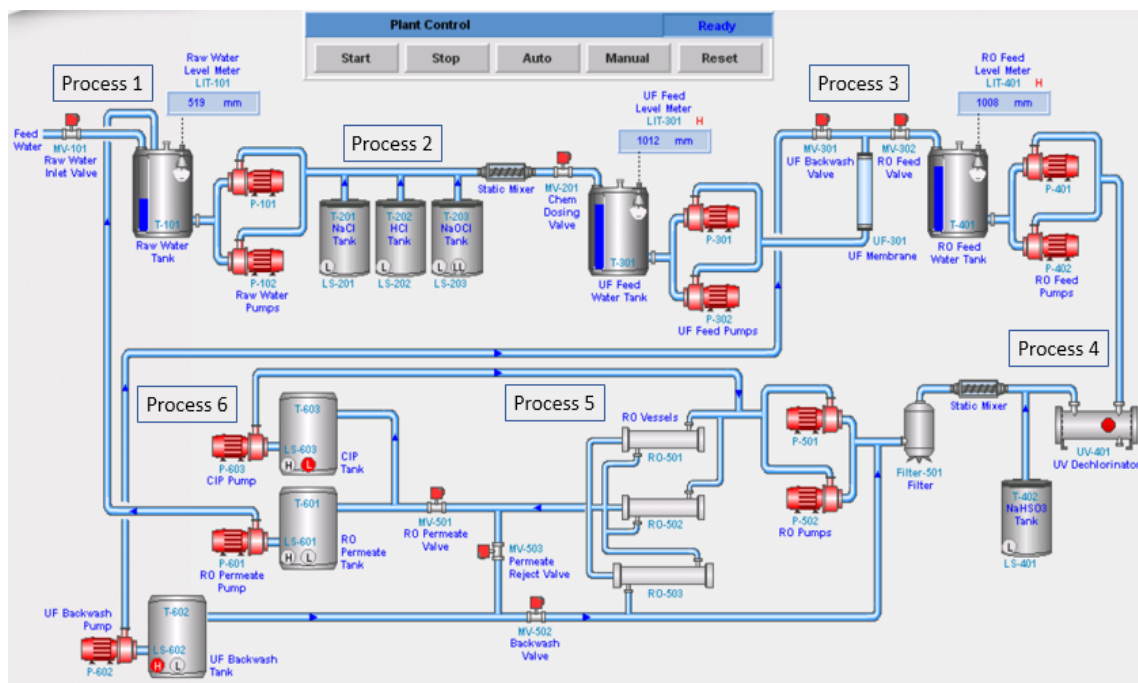 Plant Control
Ready
Start
Stop
Auto
Manual
Reset
Process 1
Raw Water
Level Meter
LIT-101
519 mm
Feed
Water
MV-101
Raw Water
Inlet Valve
T-101
Raw Water
Tank
P-101
P-102
Raw Water
Pumps
Process 2
T-201
NaCl
Tank
L
LS-201
T-202
HCl
Tank
L
LS-202
T-203
NaOCl
Tank
L
LL
LS-203
Static Mixer
MV-201
Chem
Dosing
Valve
UF Feed
Level Meter
LIT-301 H
1012 mm
T-301
UF Feed
Water Tank
P-301
P-302
UF Feed Pumps
Process 3
MV-301
UF Backwash
Valve
MV-302
RO Feed
Valve
UF-301
UF Membrane
RO Feed
Level Meter
LIT-401 H
1008 mm
T-401
RO Feed
Water Tank
P-401
P-402
RO Feed
Pumps
Process 4
UV-401
UV Dechlorinator
Static Mixer
T-402
NaHSO3
Tank
L
LS-401
Filter-501
Filter
Process 5
P-501
P-502
RO Pumps
RO Vessels
RO-501
RO-502
RO-503
MV-501
RO Permeate
Valve
MV-503
Permeate
Reject Valve
MV-502
Backwash
Valve
Process 6
T-603
LS-603
H
L
CIP
Tank
P-603
CIP Pump
T-601
LS-601
H
L
RO
Permeate
Tank
P-601
RO Permeate
Pump
UF Backwash
Pump
P-602
T-602
LS-602
H
L
UF Backwash
Tank